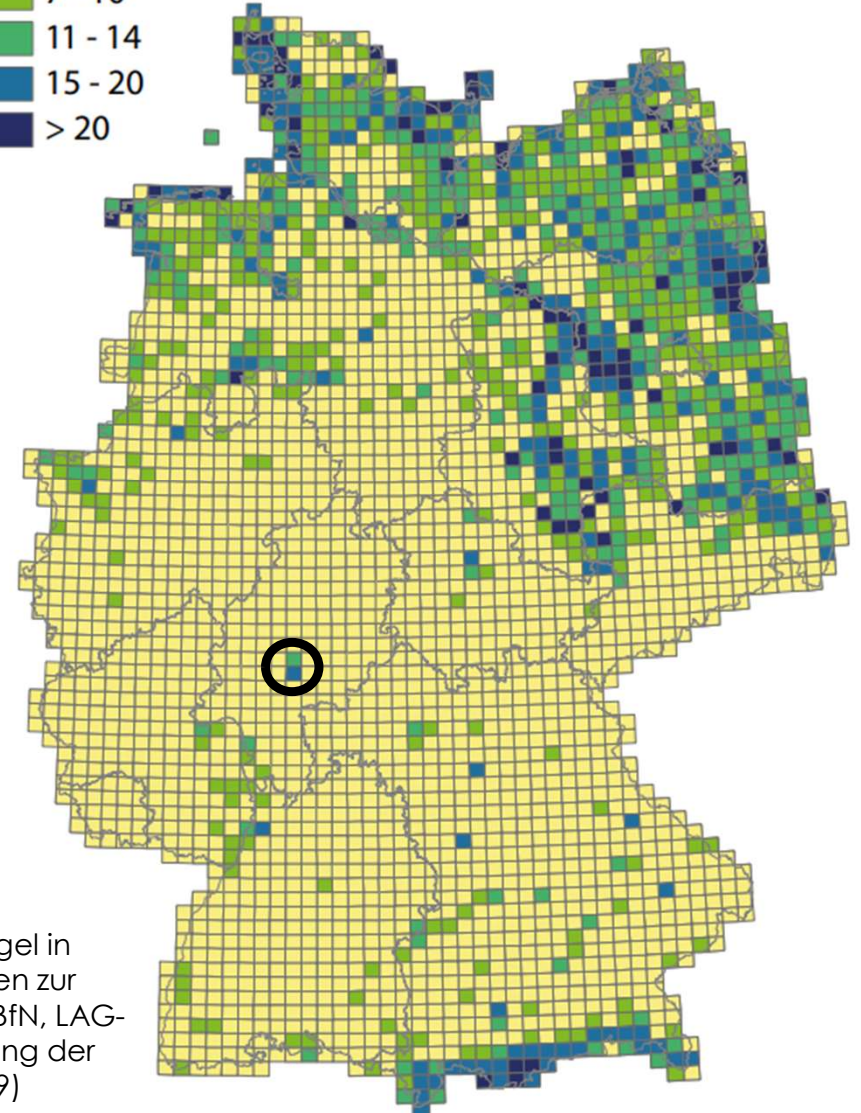 11 - 14
15 - 20
> 20
gel in
en zur
BfN, LAG-
ng der
9)